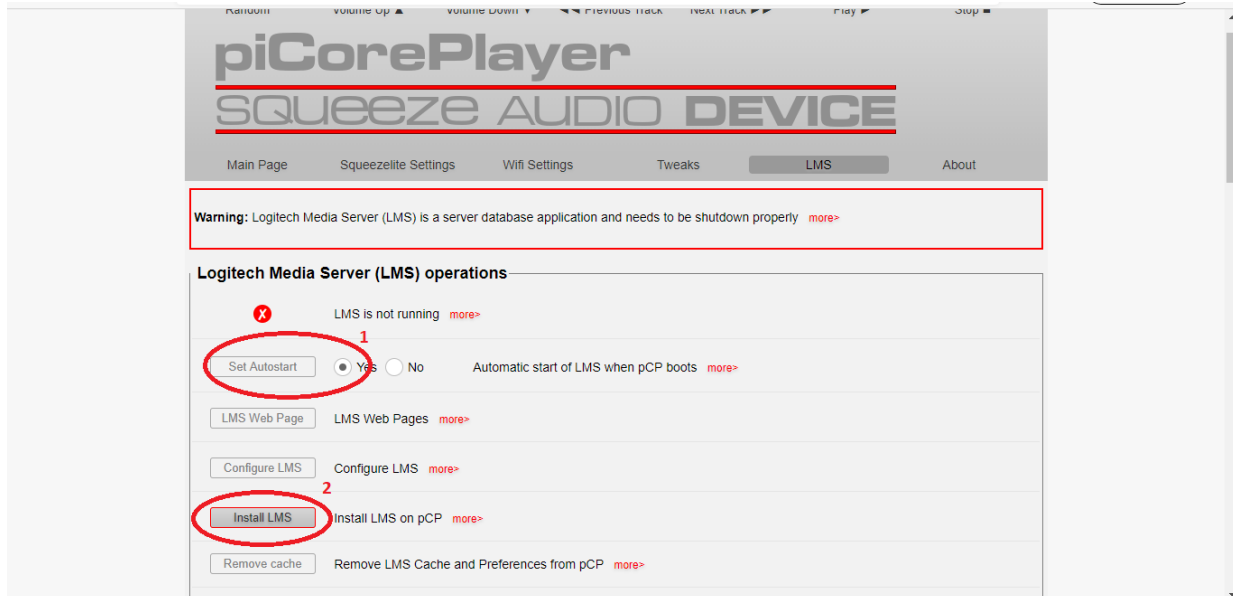 Random Volume Up ▲ Volume Down ▼ ◄◄ Previous Track Next Track ►► Play ► Stop ■
piCorePlayer
SQUEEZE AUDIO DEVICE
Main Page Squeezelite Settings Wifi Settings Tweaks LMS About
Warning: Logitech Media Server (LMS) is a server database application and needs to be shutdown properly more>
Logitech Media Server (LMS) operations
X LMS is not running more>
1
Set Autostart Yes No Automatic start of LMS when pCP boots more>
LMS Web Page LMS Web Pages more>
Configure LMS Configure LMS more>
2
Install LMS Install LMS on pCP more>
Remove cache Remove LMS Cache and Preferences from pCP more>